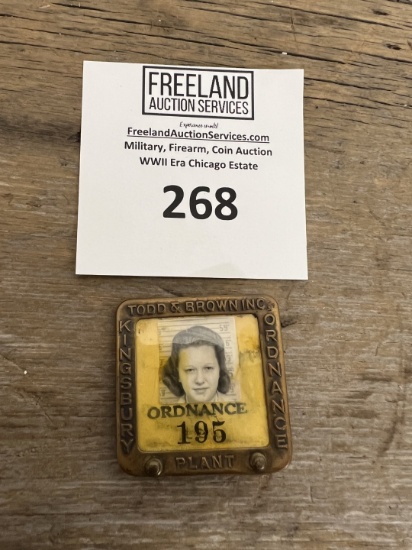 FREELAND
AUCTION SERVICES
FreelandAuctionServices.com
Military, Firearm, Coin Auction
WWII Era Chicago Estate
268
TODD & BROWN INC.
KINGSBURY
ORDNANCE
PLANT
ORDNANCE
195